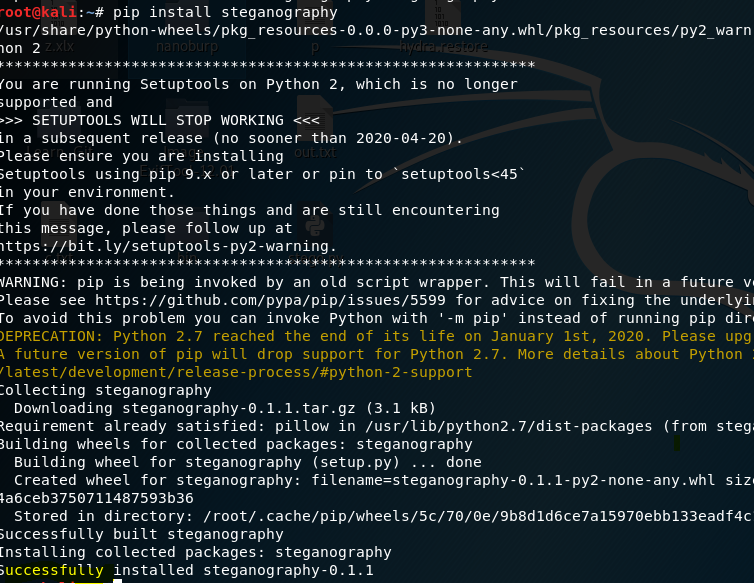 z.xlx
nanoburp
p
hydra.restore
root@kali:~# pip install steganography
/usr/share/python-wheels/pkg_resources-0.0.0-py3-none-any.whl/pkg_resources/py2_warn
hon 2
**************************************************************
You are running Setuptools on Python 2, which is no longer
supported and
>>> SETUPTOOLS WILL STOP WORKING <<<
in a subsequent release (no sooner than 2020-04-20).
Please ensure you are installing
out.txt
Setuptools using pip 9.x or later or pin to `setuptools<45`
in your environment.
If you have done those things and are still encountering
this message, please follow up at
https://bit.ly/setuptools-py2-warning.
**************************************************************
WARNING: pip is being invoked by an old script wrapper. This will fail in a future ve
Please see https://github.com/pypa/pip/issues/5599 for advice on fixing the underlyin
To avoid this problem you can invoke Python with '-m pip' instead of running pip dire
DEPRECATION: Python 2.7 reached the end of its life on January 1st, 2020. Please upg
A future version of pip will drop support for Python 2.7. More details about Python 2
/latest/development/release-process/#python-2-support
Collecting steganography
Downloading steganography-0.1.1.tar.gz (3.1 kB)
Requirement already satisfied: pillow in /usr/lib/python2.7/dist-packages (from stega
Building wheels for collected packages: steganography
Building wheel for steganography (setup.py) ... done
Created wheel for steganography: filename=steganography-0.1.1-py2-none-any.whl size
4a6ceb3750711487593b36
Stored in directory: /root/.cache/pip/wheels/5c/70/0e/9b8d1d6ce7a15970ebb133eadf4c
Successfully built steganography
Installing collected packages: steganography
Successfully installed steganography-0.1.1